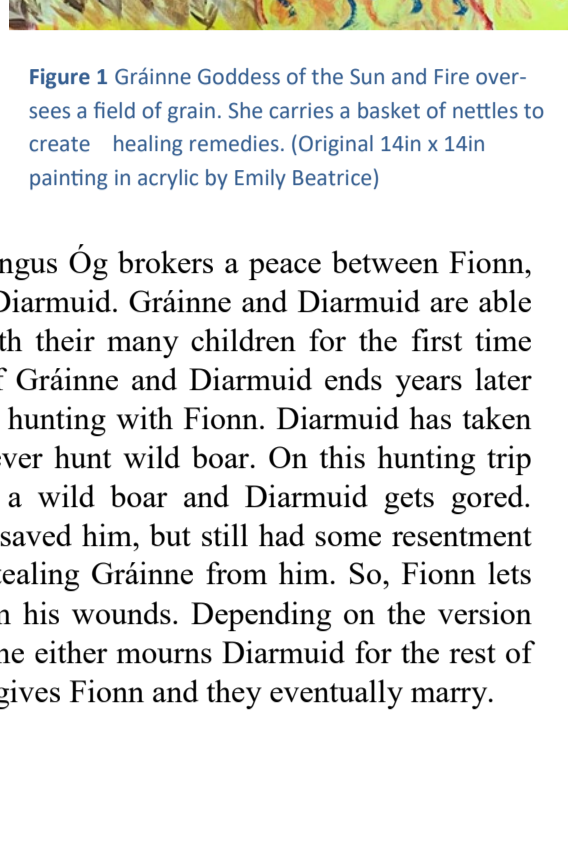 Figure 1 Gráinne Goddess of the Sun and Fire over-
sees a field of grain. She carries a basket of nettles to
create healing remedies. (Original 14in x 14in
painting in acrylic by Emily Beatrice)
ngus Óg brokers a peace between Fionn,
Diarmuid. Gráinne and Diarmuid are able
th their many children for the first time
f Gráinne and Diarmuid ends years later
hunting with Fionn. Diarmuid has taken
ver hunt wild boar. On this hunting trip
a wild boar and Diarmuid gets gored.
saved him, but still had some resentment
tealing Gráinne from him. So, Fionn lets
his wounds. Depending on the version
ne either mourns Diarmuid for the rest of
gives Fionn and they eventually marry.